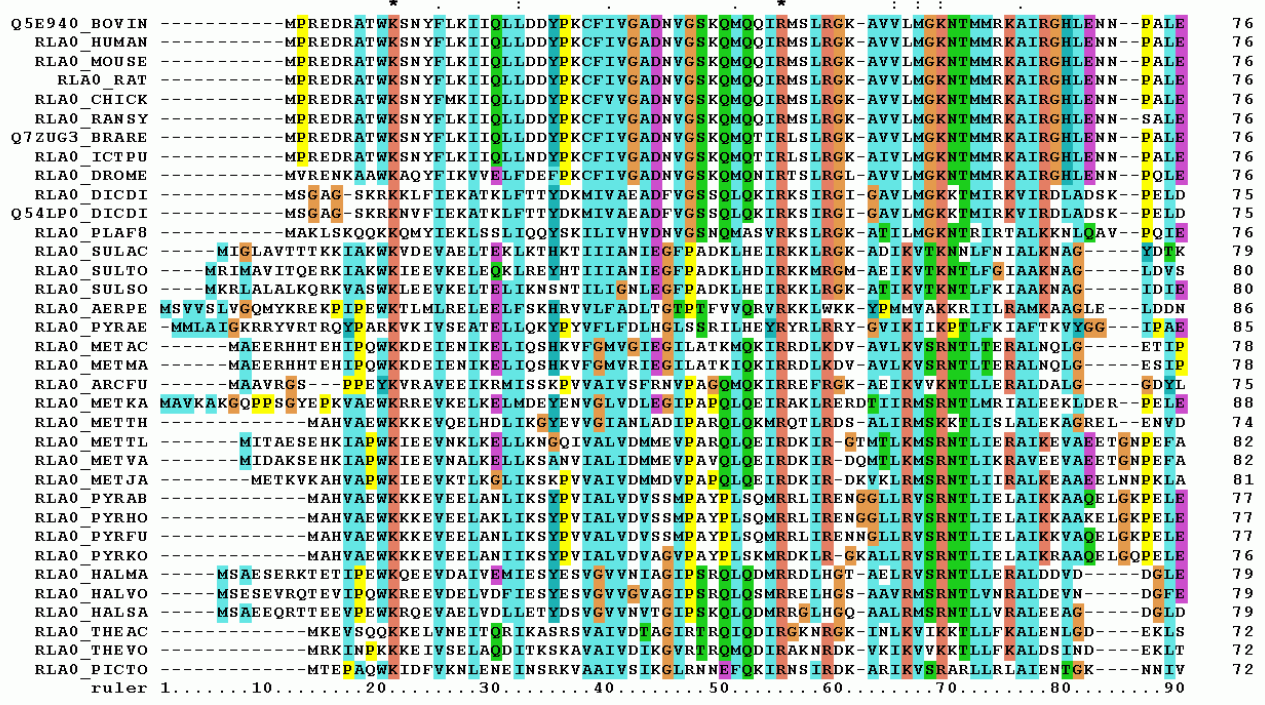 Q5E940_BOVIN -----------MPREDRATWKSNYFLKIIQLLDDYPKCFIVGADNVGSKQMQQIRMSLRGK-AVVLMGKNTMMRKAIRGHLENN--PALE 76
RLA0_HUMAN -----------MPREDRATWKSNYFLKIIQLLDDYPKCFIVGADNVGSKQMQQIRMSLRGK-AVVLMGKNTMMRKAIRGHLENN--PALE 76
RLA0_MOUSE -----------MPREDRATWKSNYFLKIIQLLDDYPKCFIVGADNVGSKQMQQIRMSLRGK-AVVLMGKNTMMRKAIRGHLENN--PALE 76
RLA0_RAT -----------MPREDRATWKSNYFLKIIQLLDDYPKCFIVGADNVGSKQMQQIRMSLRGK-AVVLMGKNTMMRKAIRGHLENN--PALE 76
RLA0_CHICK -----------MPREDRATWKSNYFMKIIQLLDDYPKCFVVGADNVGSKQMQQIRMSLRGK-AVVLMGKNTMMRKAIRGHLENN--PALE 76
RLA0_RANSY -----------MPREDRATWKSNYFLKIIQLLDDYPKCFIVGADNVGSKQMQQIRMSLRGK-AVVLMGKNTMMRKAIRGHLENN--SALE 76
Q7ZUG3_BRARE -----------MPREDRATWKSNYFLKIIQLLDDYPKCFIVGADNVGSKQMQTIRLSLRGK-AVVLMGKNTMMRKAIRGHLENN--PALE 76
RLA0_ICTPU -----------MPREDRATWKSNYFLKIIQLLNDYPKCFIVGADNVGSKQMQTIRLSLRGK-AIVLMGKNTMMRKAIRGHLENN--PALE 76
RLA0_DROME -----------MVRENKAAWKAQYFIKVVELFDEFPKCFIVGADNVGSKQMQNIRTSLRGL-AVVLMGKNTMMRKAIRGHLENN--PQLE 76
RLA0_DICDI -----------MSGAG-SKRKKLFIEKATKLFTTYDKMIVAEADFVGSSQLQKIRKSIRGI-GAVLMGKKTMIRKVIRDLADSK--PELD 75
Q54LP0_DICDI -----------MSGAG-SKRKNVFIEKATKLFTTYDKMIVAEADFVGSSQLQKIRKSIRGI-GAVLMGKKTMIRKVIRDLADSK--PELD 75
RLA0_PLAF8 -----------MAKLSKQQKKQMYIEKLSSLIQQYSKILIVHVDNVGSNQMASVRKSLRGK-ATILMGKNTRIRTALKKNLQAV--PQIE 76
RLA0_SULAC -----MIGLAVTTTKKIAKWKVDEVAELTEKLKTHKTIIIANIEGFPADKLHEIRKKLRGK-ADIKVTKNNLFNIALKNAG-----YDTK 79
RLA0_SULTO ----MRIMAVITQERKIAKWKIEEVKELEQKLREYHTIIIANIEGFPADKLHDIRKKMRGM-AEIKVTKNTLFGIAAKNAG-----LDVS 80
RLA0_SULSO ----MKRLALALKQRKVASWKLEEVKELTELIKNSNTILIGNLEGFPADKLHEIRKKLRGK-ATIKVTKNTLFKIAAKNAG-----IDIE 80
RLA0_AERPE MSVVSLVGQMYKREKPIPEWKTLMLRELEELFSKHRVVLFADLTGTPTFVVQRVRKKLWKK-YPMMVAKKRIILRAMKAAGLE---LDDN 86
RLA0_PYRAE -MMLAIGKRRYVRTRQYPARKVKIVSEATELLQKYPYVFLFDLHGLSSRILHEYRYRLRRY-GVIKIIKPTLFKIAFTKVYGG---IPAE 85
RLA0_METAC ------MAEERHHTEHIPQWKKDEIENIKELIQSHKVFGMVGIEGILATKMQKIRRDLKDV-AVLKVSRNTLTERALNQLG-----ETIP 78
RLA0_METMA ------MAEERHHTEHIPQWKKDEIENIKELIQSHKVFGMVRIEGILATKIQKIRRDLKDV-AVLKVSRNTLTERALNQLG-----ESIP 78
RLA0_ARCFU ------MAAVRGS---PPEYKVRAVEEIKRMISSKPVVAIVSFRNVPAGQMQKIRREFRGK-AEIKVVKNTLLERALDALG-----GDYL 75
RLA0_METKA MAVKAKGQPPSGYEPKVAEWKRREVKELKELMDEYENVGLVDLEGIPAPQLQEIRAKLRERDTIIRMSRNTLMRIALEEKLDER--PELE 88
RLA0_METTH -------------MAHVAEWKKKEVQELHDLIKGYEVVGIANLADIPARQLQKMRQTLRDS-ALIRMSKKTLISLALEKAGREL--ENVD 74
RLA0_METTL -------MITAESEHKIAPWKIEEVNKLKELLKNGQIVALVDMMEVPARQLQEIRDKIR-GTMTLKMSRNTLIERAIKEVAEETGNPEFA 82
RLA0_METVA -------MIDAKSEHKIAPWKIEEVNALKELLKSANVIALIDMMEVPAVQLQEIRDKIR-DQMTLKMSRNTLIKRAVEEVAEETGNPEFA 82
RLA0_METJA --------METKVKAHVAPWKIEEVKTLKGLIKSKPVVAIVDMMDVPAPQLQEIRDKIR-DKVKLRMSRNTLIIRALKEAAEELNNPKLA 81
RLA0_PYRAB -------------MAHVAEWKKKEVEELANLIKSYPVIALVDVSSMPAYPLSQMRRLIRENGGLLRVSRNTLIELAIKKAAQELGKPELE 77
RLA0_PYRHO -------------MAHVAEWKKKEVEELAKLIKSYPVIALVDVSSMPAYPLSQMRRLIRENGGLLRVSRNTLIELAIKKAAKELGKPELE 77
RLA0_PYRFU -------------MAHVAEWKKKEVEELANLIKSYPVVALVDVSSMPAYPLSQMRRLIRENNGLLRVSRNTLIELAIKKVAQELGKPELE 77
RLA0_PYRKO -------------MAHVAEWKKKEVEELANIIKSYPVIALVDVAGVPAYPLSKMRDKLR-GKALLRVSRNTLIELAIKRAAQELGQPELE 76
RLA0_HALMA -----MSAESERKTETIPEWKQEEVDAIVEMIESYESVGVVNIAGIPSRQLQDMRRDLHGT-AELRVSRNTLLERALDDVD-----DGLE 79
RLA0_HALVO -----MSESEVRQTEVIPQWKREEVDELVDFIESYESVGVVGVAGIPSRQLQSMRRELHGS-AAVRMSRNTLVNRALDEVN-----DGFE 79
RLA0_HALSA -----MSAEEQRTTEEVPEWKRQEVAELVDLLETYDSVGVVNVTGIPSKQLQDMRRGLHGQ-AALRMSRNTLLVRALEEAG-----DGLD 79
RLA0_THEAC -------------MKEVSQQKKELVNEITQRIKASRSVAIVDTAGIRTRQIQDIRGKNRGK-INLKVIKKTLLFKALENLGD----EKLS 72
RLA0_THEVO -------------MRKINPKKKEIVSELAQDITKSKAVAIVDIKGVRTRQMQDIRAKNRDK-VKIKVVKKTLLFKALDSIND----EKLT 72
RLA0_PICTO -------------MTEPAQWKIDFVKNLENEINSRKVAAIVSIKGLRNNEFQKIRNSIRDK-ARIKVSRARLLRLAIENTGK----NNIV 72
ruler 1.......10........20........30........40........50........60........70........80........90